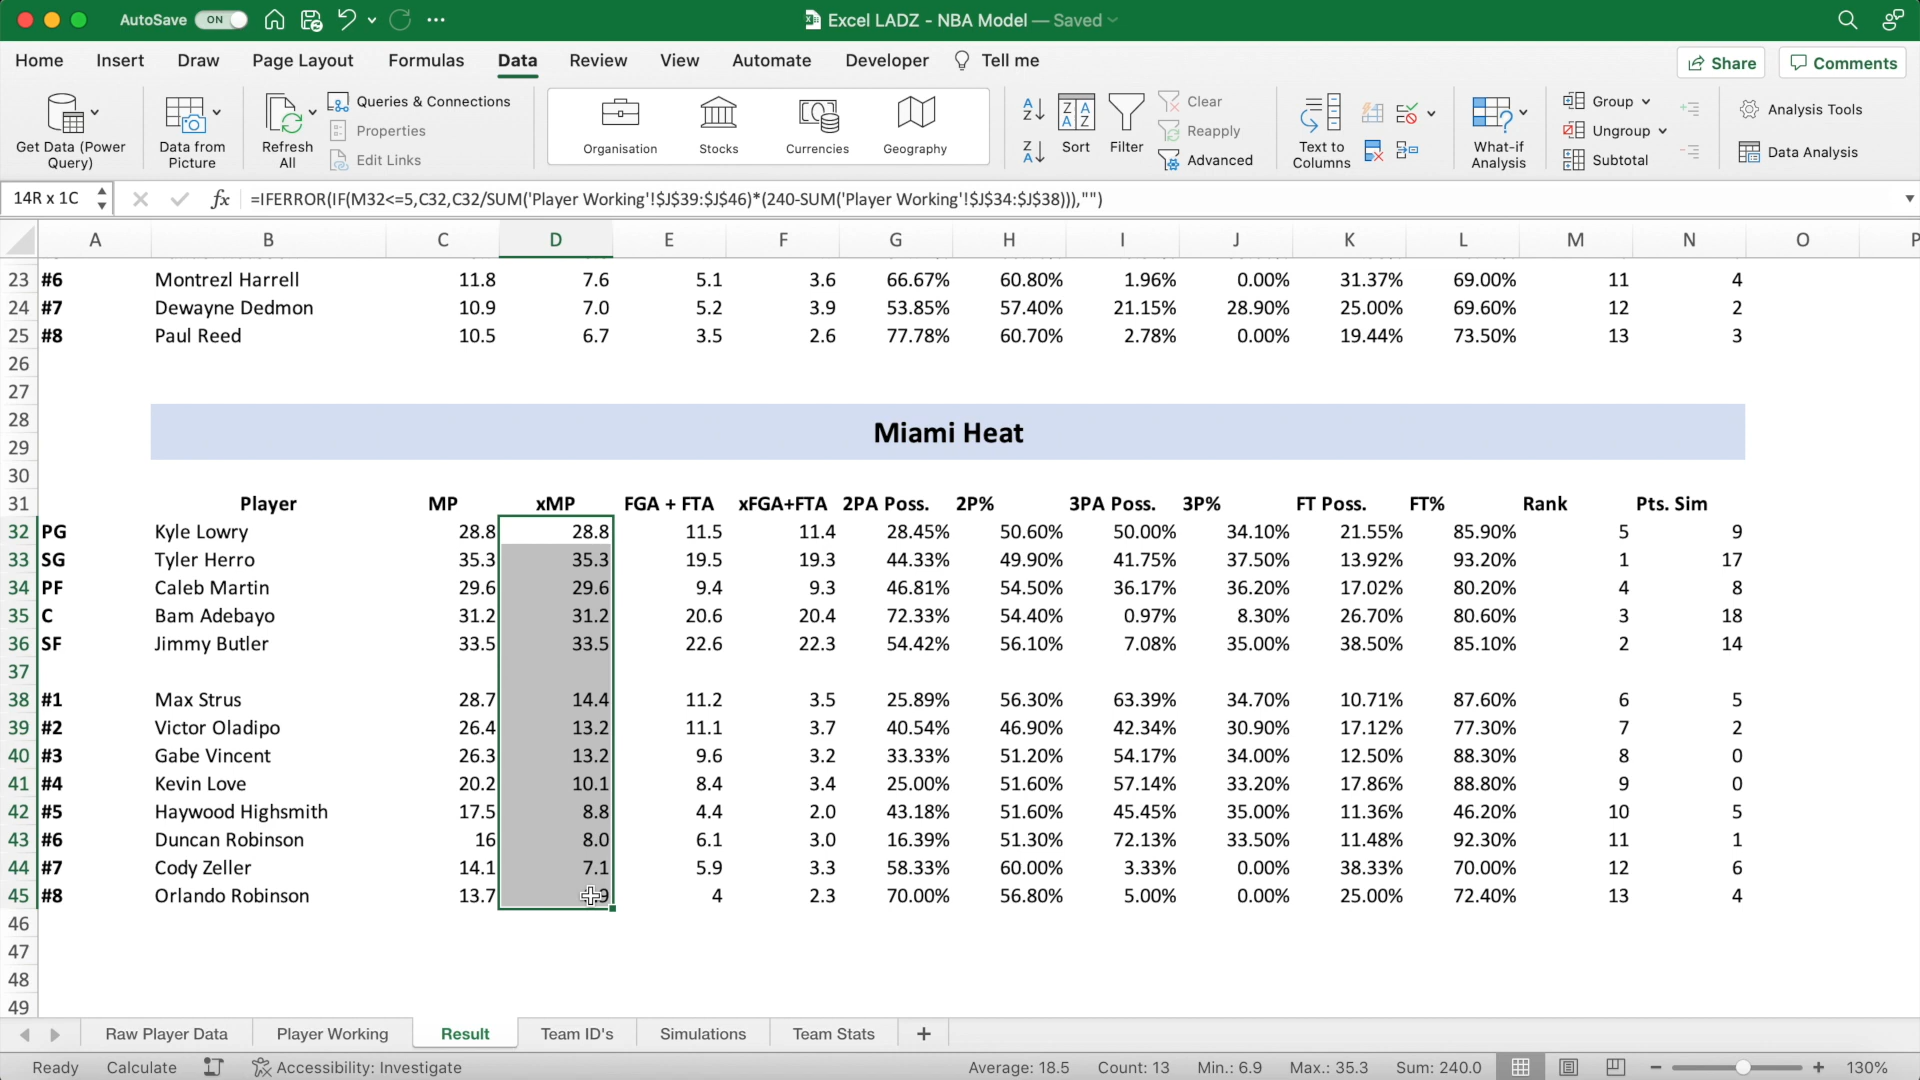 AutoSave ON Excel LADZ - NBA Model — Saved
Home Insert Draw Page Layout Formulas Data Review View Automate Developer Tell me Share Comments
Get Data (Power Query) Data from Picture Refresh All Queries & Connections Properties Edit Links Organisation Stocks Currencies Geography Sort Filter Clear Reapply Advanced Text to Columns What-if Analysis Group Ungroup Subtotal Analysis Tools Data Analysis
14R x 1C fx =IFERROR(IF(M32<=5,C32,C32/SUM('Player Working'!$J$39:$J$46)*(240-SUM('Player Working'!$J$34:$J$38))),"")
A B C D E F G H I J K L M N O P
23 #6 Montrezl Harrell 11.8 7.6 5.1 3.6 66.67% 60.80% 1.96% 0.00% 31.37% 69.00% 11 4
24 #7 Dewayne Dedmon 10.9 7.0 5.2 3.9 53.85% 57.40% 21.15% 28.90% 25.00% 69.60% 12 2
25 #8 Paul Reed 10.5 6.7 3.5 2.6 77.78% 60.70% 2.78% 0.00% 19.44% 73.50% 13 3
26
27
28
Miami Heat
29
30
31 Player MP xMP FGA + FTA xFGA+FTA 2PA Poss. 2P% 3PA Poss. 3P% FT Poss. FT% Rank Pts. Sim
32 PG Kyle Lowry 28.8 28.8 11.5 11.4 28.45% 50.60% 50.00% 34.10% 21.55% 85.90% 5 9
33 SG Tyler Herro 35.3 35.3 19.5 19.3 44.33% 49.90% 41.75% 37.50% 13.92% 93.20% 1 17
34 PF Caleb Martin 29.6 29.6 9.4 9.3 46.81% 54.50% 36.17% 36.20% 17.02% 80.20% 4 8
35 C Bam Adebayo 31.2 31.2 20.6 20.4 72.33% 54.40% 0.97% 8.30% 26.70% 80.60% 3 18
36 SF Jimmy Butler 33.5 33.5 22.6 22.3 54.42% 56.10% 7.08% 35.00% 38.50% 85.10% 2 14
37
38 #1 Max Strus 28.7 14.4 11.2 3.5 25.89% 56.30% 63.39% 34.70% 10.71% 87.60% 6 5
39 #2 Victor Oladipo 26.4 13.2 11.1 3.7 40.54% 46.90% 42.34% 30.90% 17.12% 77.30% 7 2
40 #3 Gabe Vincent 26.3 13.2 9.6 3.2 33.33% 51.20% 54.17% 34.00% 12.50% 88.30% 8 0
41 #4 Kevin Love 20.2 10.1 8.4 3.4 25.00% 51.60% 57.14% 33.20% 17.86% 88.80% 9 0
42 #5 Haywood Highsmith 17.5 8.8 4.4 2.0 43.18% 51.60% 45.45% 35.00% 11.36% 46.20% 10 5
43 #6 Duncan Robinson 16 8.0 6.1 3.0 16.39% 51.30% 72.13% 33.50% 11.48% 92.30% 11 1
44 #7 Cody Zeller 14.1 7.1 5.9 3.3 58.33% 60.00% 3.33% 0.00% 38.33% 70.00% 12 6
45 #8 Orlando Robinson 13.7 4 2.3 70.00% 56.80% 5.00% 0.00% 25.00% 72.40% 13 4
46
47
48
49
Raw Player Data Player Working Result Team ID's Simulations Team Stats +
Ready Calculate Accessibility: Investigate Average: 18.5 Count: 13 Min.: 6.9 Max.: 35.3 Sum: 240.0 130%